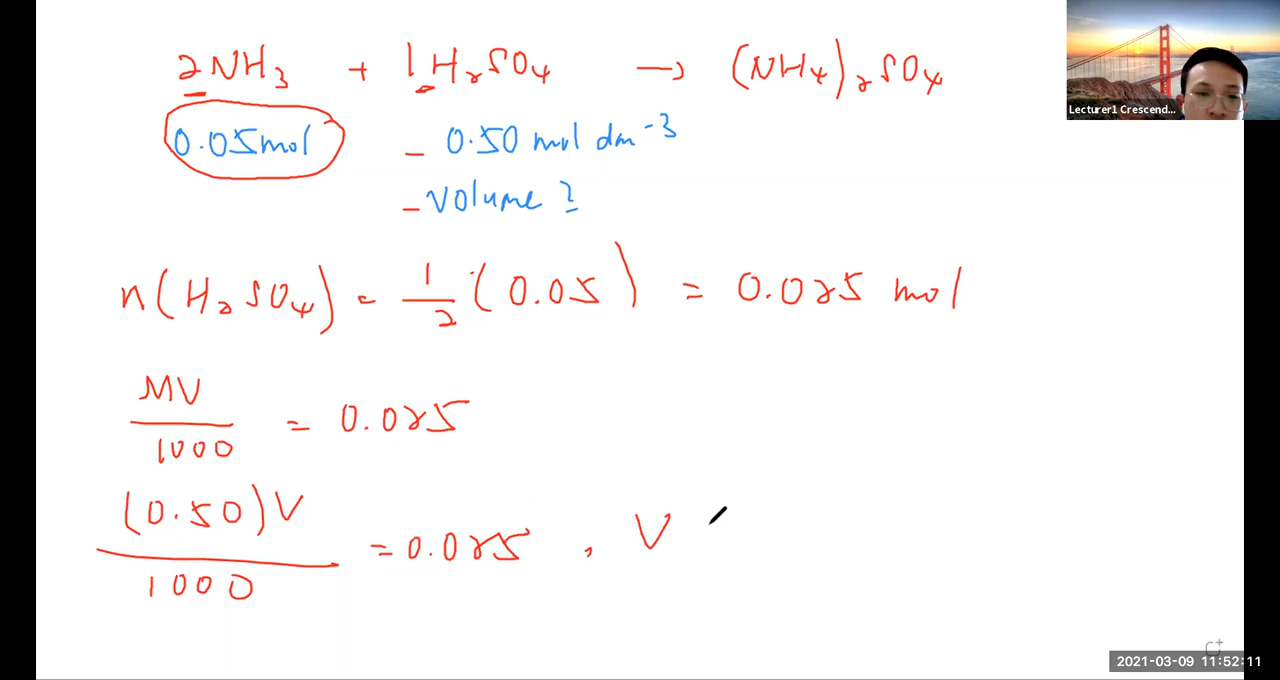 2NH₃ + 1H₂SO₄ → (NH₄)₂SO₄
0.05mol - 0.50 mol dm⁻³
- Volume ?
n(H₂SO₄) = 1/2 (0.05) = 0.025 mol
MV/1000 = 0.025
(0.50)V/1000 = 0.025 , V
Lecturer1 Crescend...
2021-03-09 11:52:11